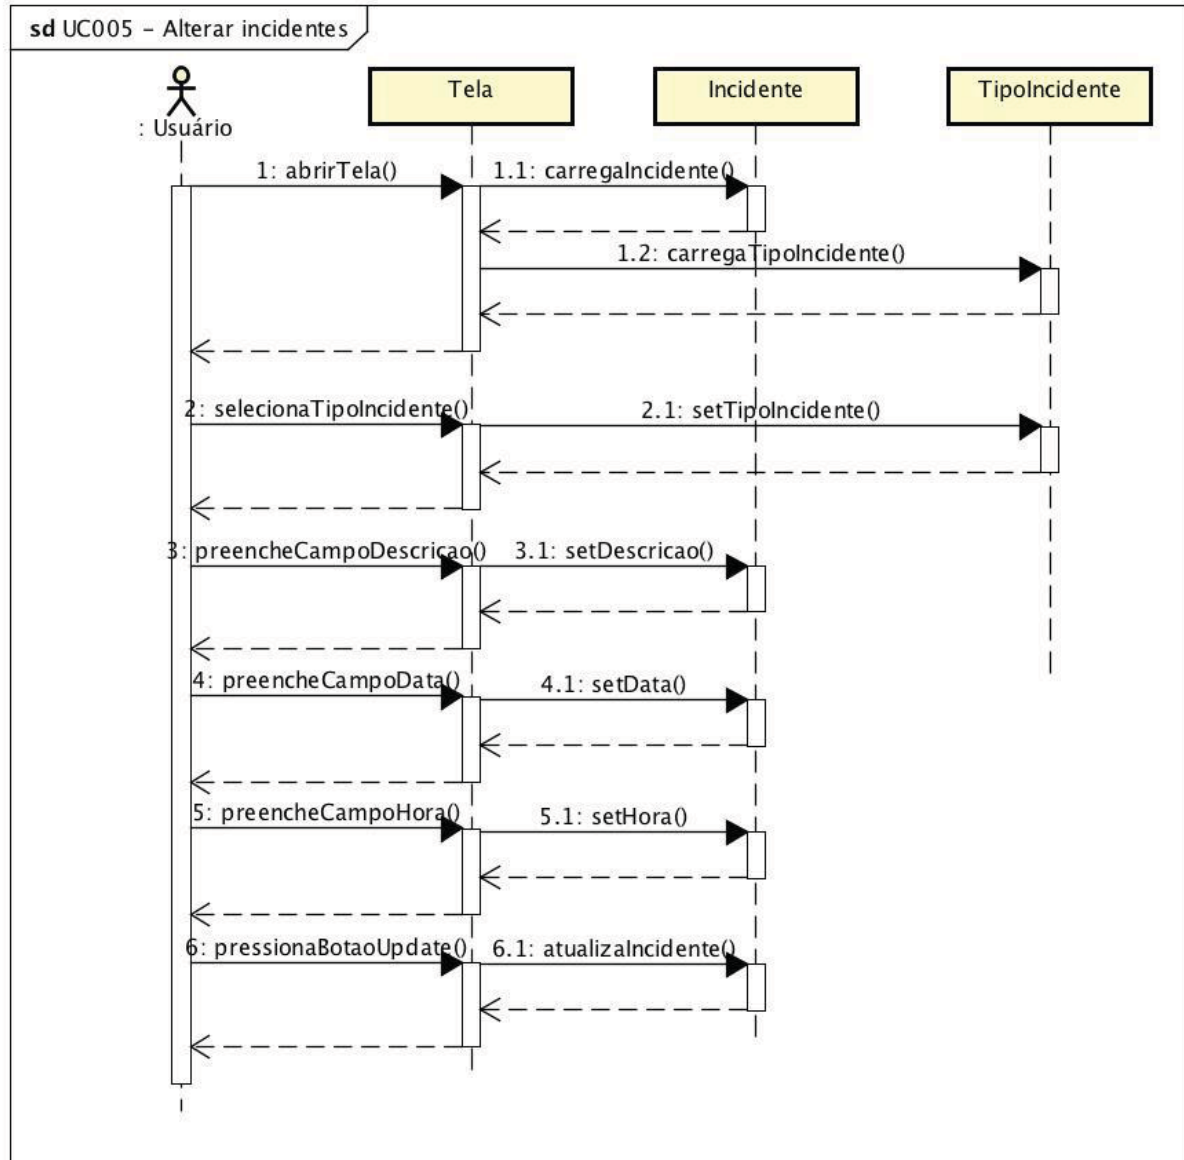 sd UC005 – Alterar incidentes
Tela
Incidente
TipoIncidente
: Usuário
1: abrirTela()
1.1: carregaIncidente()
1.2: carregaTipoIncidente()
2: selecionaTipoIncidente()
2.1: setTipoIncidente()
3: preencheCampoDescricao()
3.1: setDescricao()
4: preencheCampoData()
4.1: setData()
5: preencheCampoHora()
5.1: setHora()
6: pressionaBotaoUpdate()
6.1: atualizaIncidente()